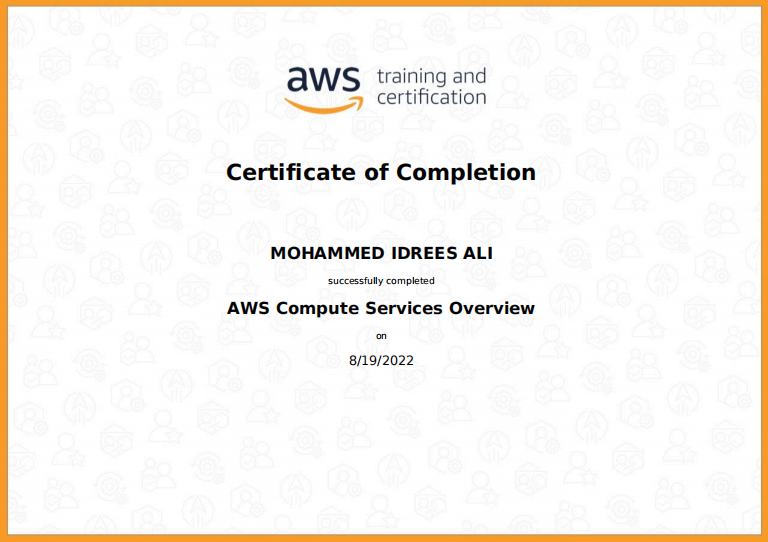 aws training and
certification
Certificate of Completion
MOHAMMED IDREES ALI
successfully completed
AWS Compute Services Overview
on
8/19/2022